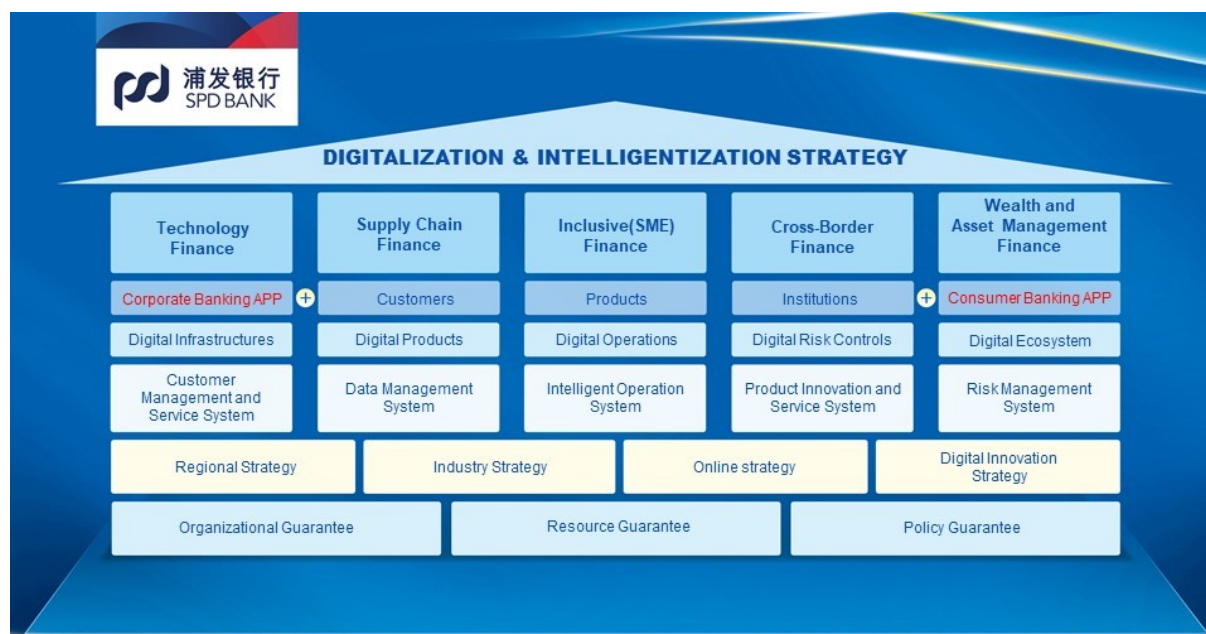 浦发银行
SPD BANK
DIGITALIZATION & INTELLIGENTIZATION STRATEGY
Technology
Finance
Supply Chain
Finance
Inclusive(SME)
Finance
Cross-Border
Finance
Wealth and
Asset Management
Finance
Corporate Banking APP
+
Customers
Products
Institutions
+
Consumer Banking APP
Digital Infrastructures
Digital Products
Digital Operations
Digital Risk Controls
Digital Ecosystem
Customer
Management and
Service System
Data Management
System
Intelligent Operation
System
Product Innovation and
Service System
Risk Management
System
Regional Strategy
Industry Strategy
Online strategy
Digital Innovation
Strategy
Organizational Guarantee
Resource Guarantee
Policy Guarantee